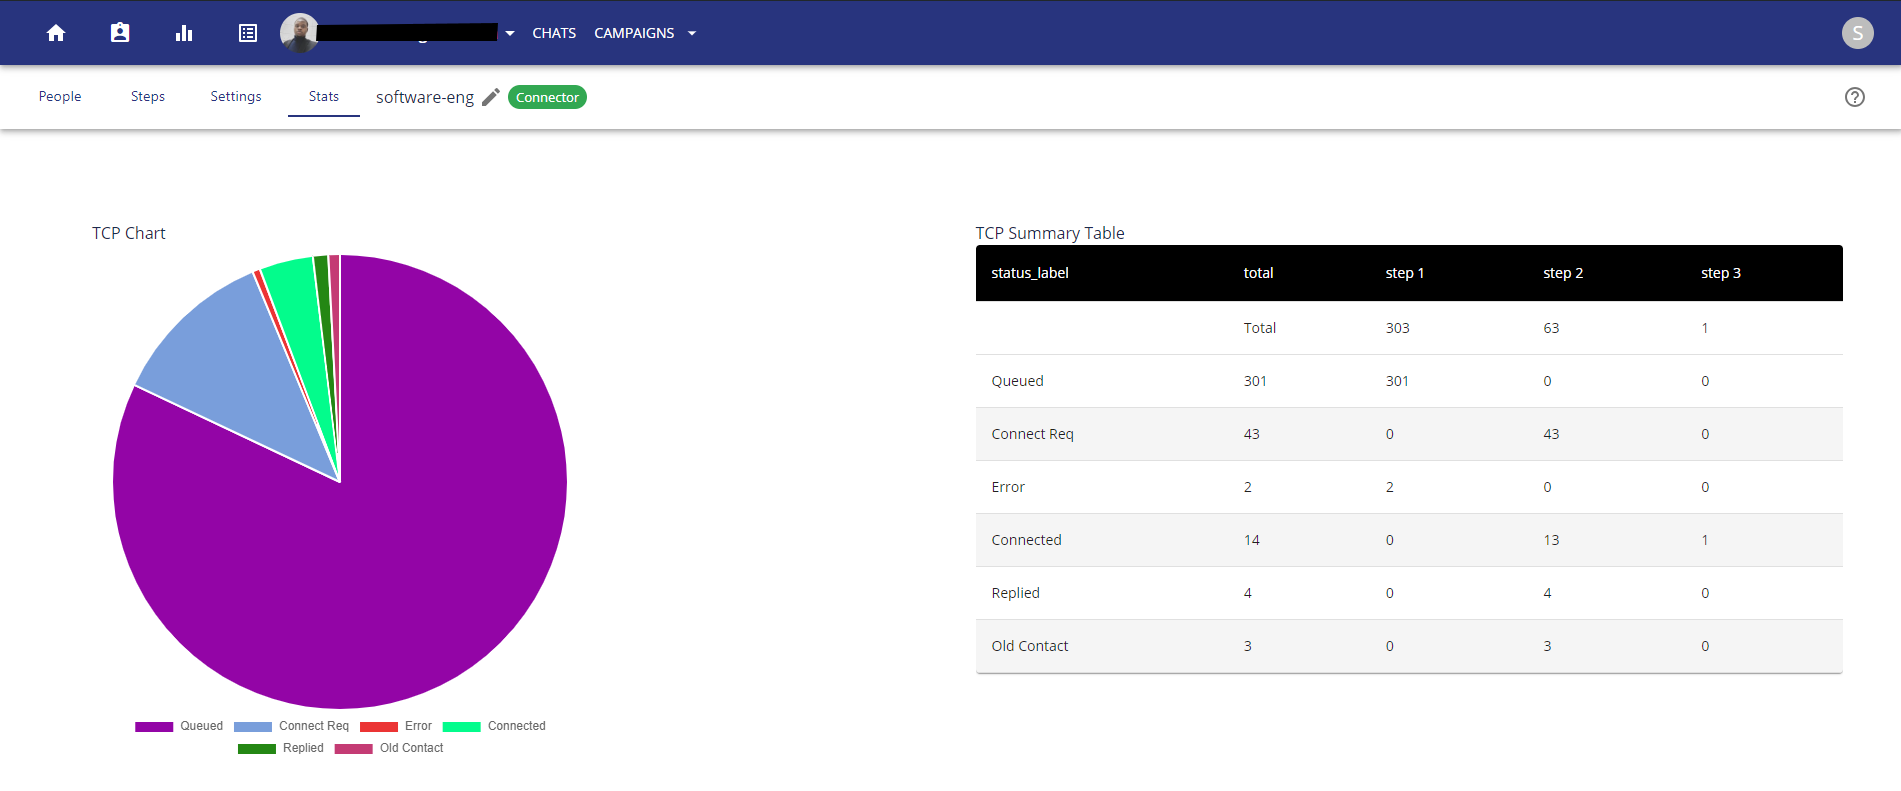 CHATS CAMPAIGNS S
People Steps Settings Stats software-eng Connector
TCP Chart
Queued Connect Req Error Connected
Replied Old Contact
TCP Summary Table
status_label total step 1 step 2 step 3
Total 303 63 1
Queued 301 301 0 0
Connect Req 43 0 43 0
Error 2 2 0 0
Connected 14 0 13 1
Replied 4 0 4 0
Old Contact 3 0 3 0